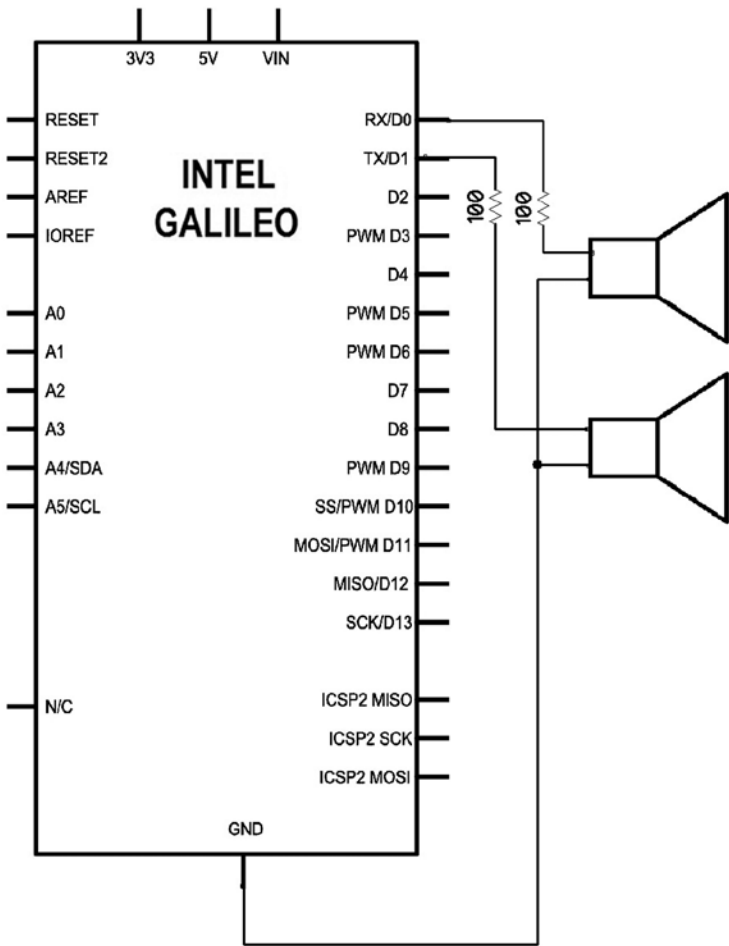 3V3 5V VIN
RESET
RESET2
AREF
IOREF
A0
A1
A2
A3
A4/SDA
A5/SCL
N/C
INTEL
GALILEO
RX/D0
TX/D1
D2
PWM D3
D4
PWM D5
PWM D6
D7
D8
PWM D9
SS/PWM D10
MOSI/PWM D11
MISO/D12
SCK/D13
ICSP2 MISO
ICSP2 SCK
ICSP2 MOSI
GND
100
100